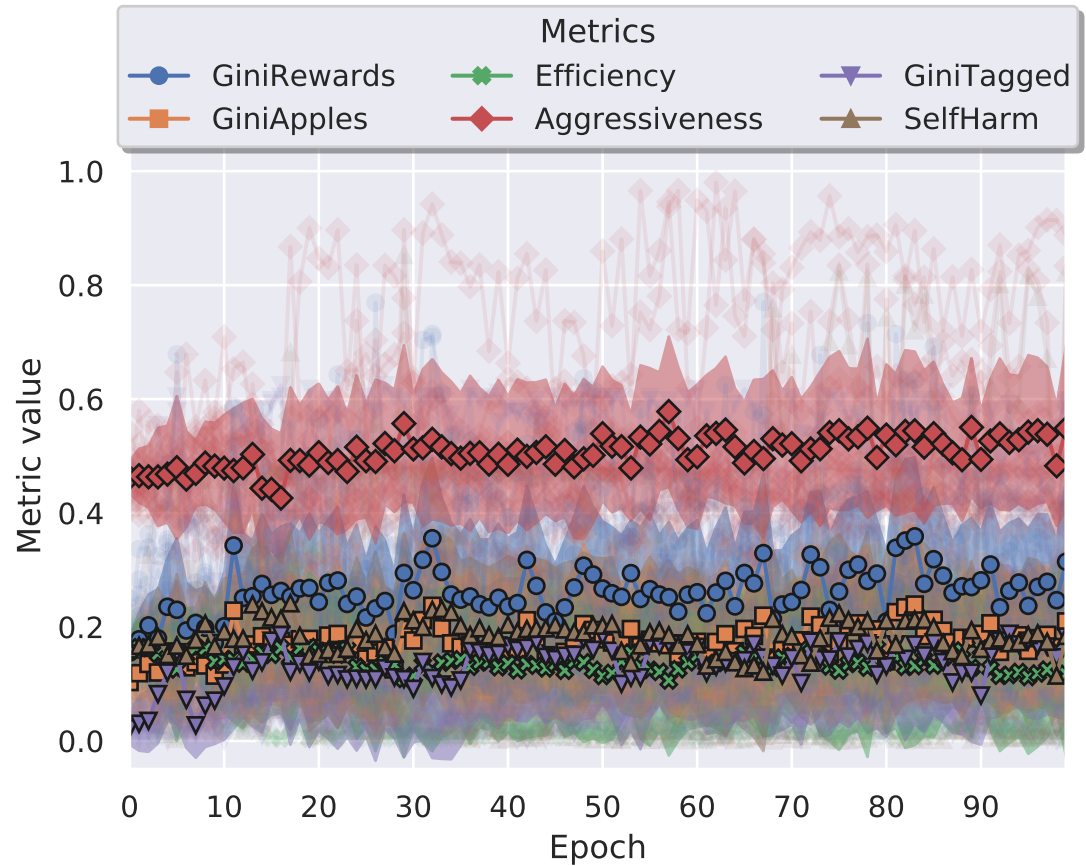 Metrics
GiniRewards Efficiency GiniTagged
GiniApples Aggressiveness SelfHarm
1.0
0.8
0.6
0.4
0.2
0.0
Metric value
0 10 20 30 40 50 60 70 80 90
Epoch